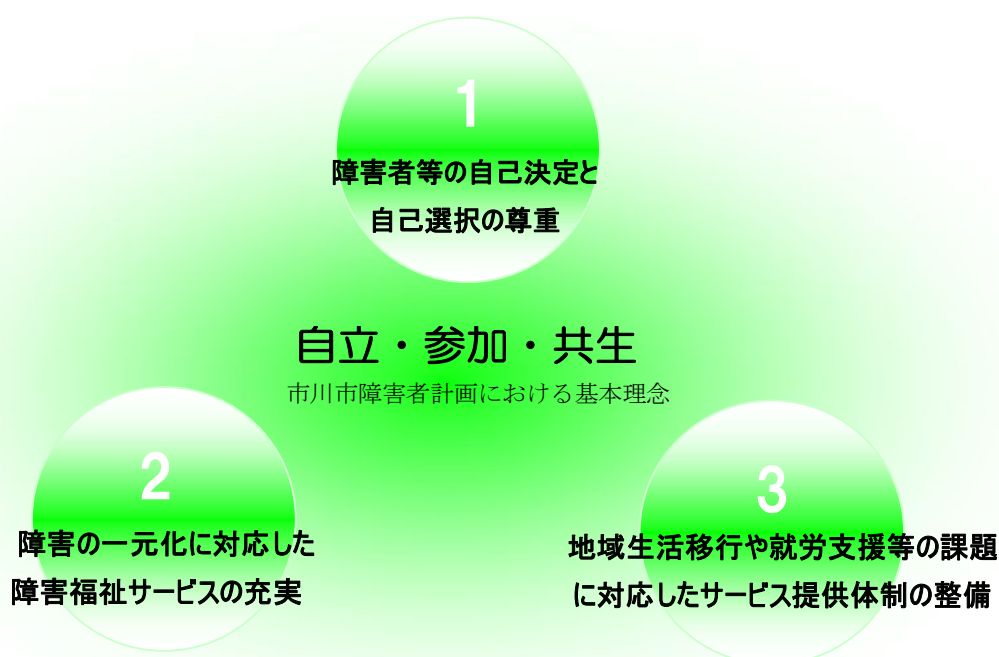 1
障害者等の自己決定と
自己選択の尊重
自立・参加・共生
市川市障害者計画における基本理念
2
障害の一元化に対応した
障害福祉サービスの充実
3
地域生活移行や就労支援等の課題
に対応したサービス提供体制の整備